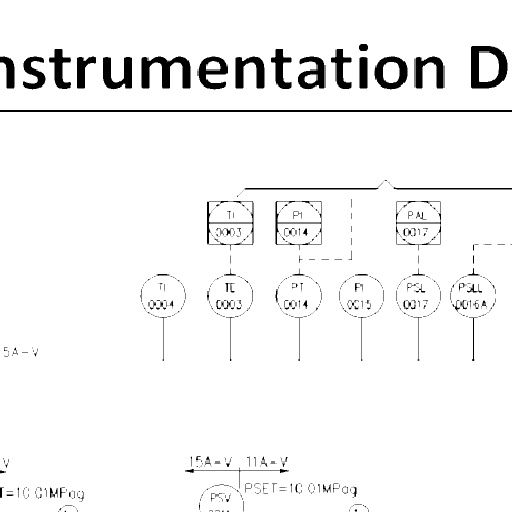 nstrumentation D
TI PI PAL
0003 0014 0017
TI TE PT PI PSL PSLL
0004 0003 0014 0015 0017 0016A
5A-V
V 15A-V 11A-V
T=10.01MPag PSET=10.01MPag
PSV